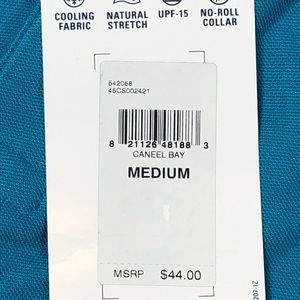 COOLING FABRIC
NATURAL STRETCH
UPF-15
NO-ROLL COLLAR
542068
45CS002421
8 21126 48188 3
CANEEL BAY
MEDIUM
MSRP $44.00